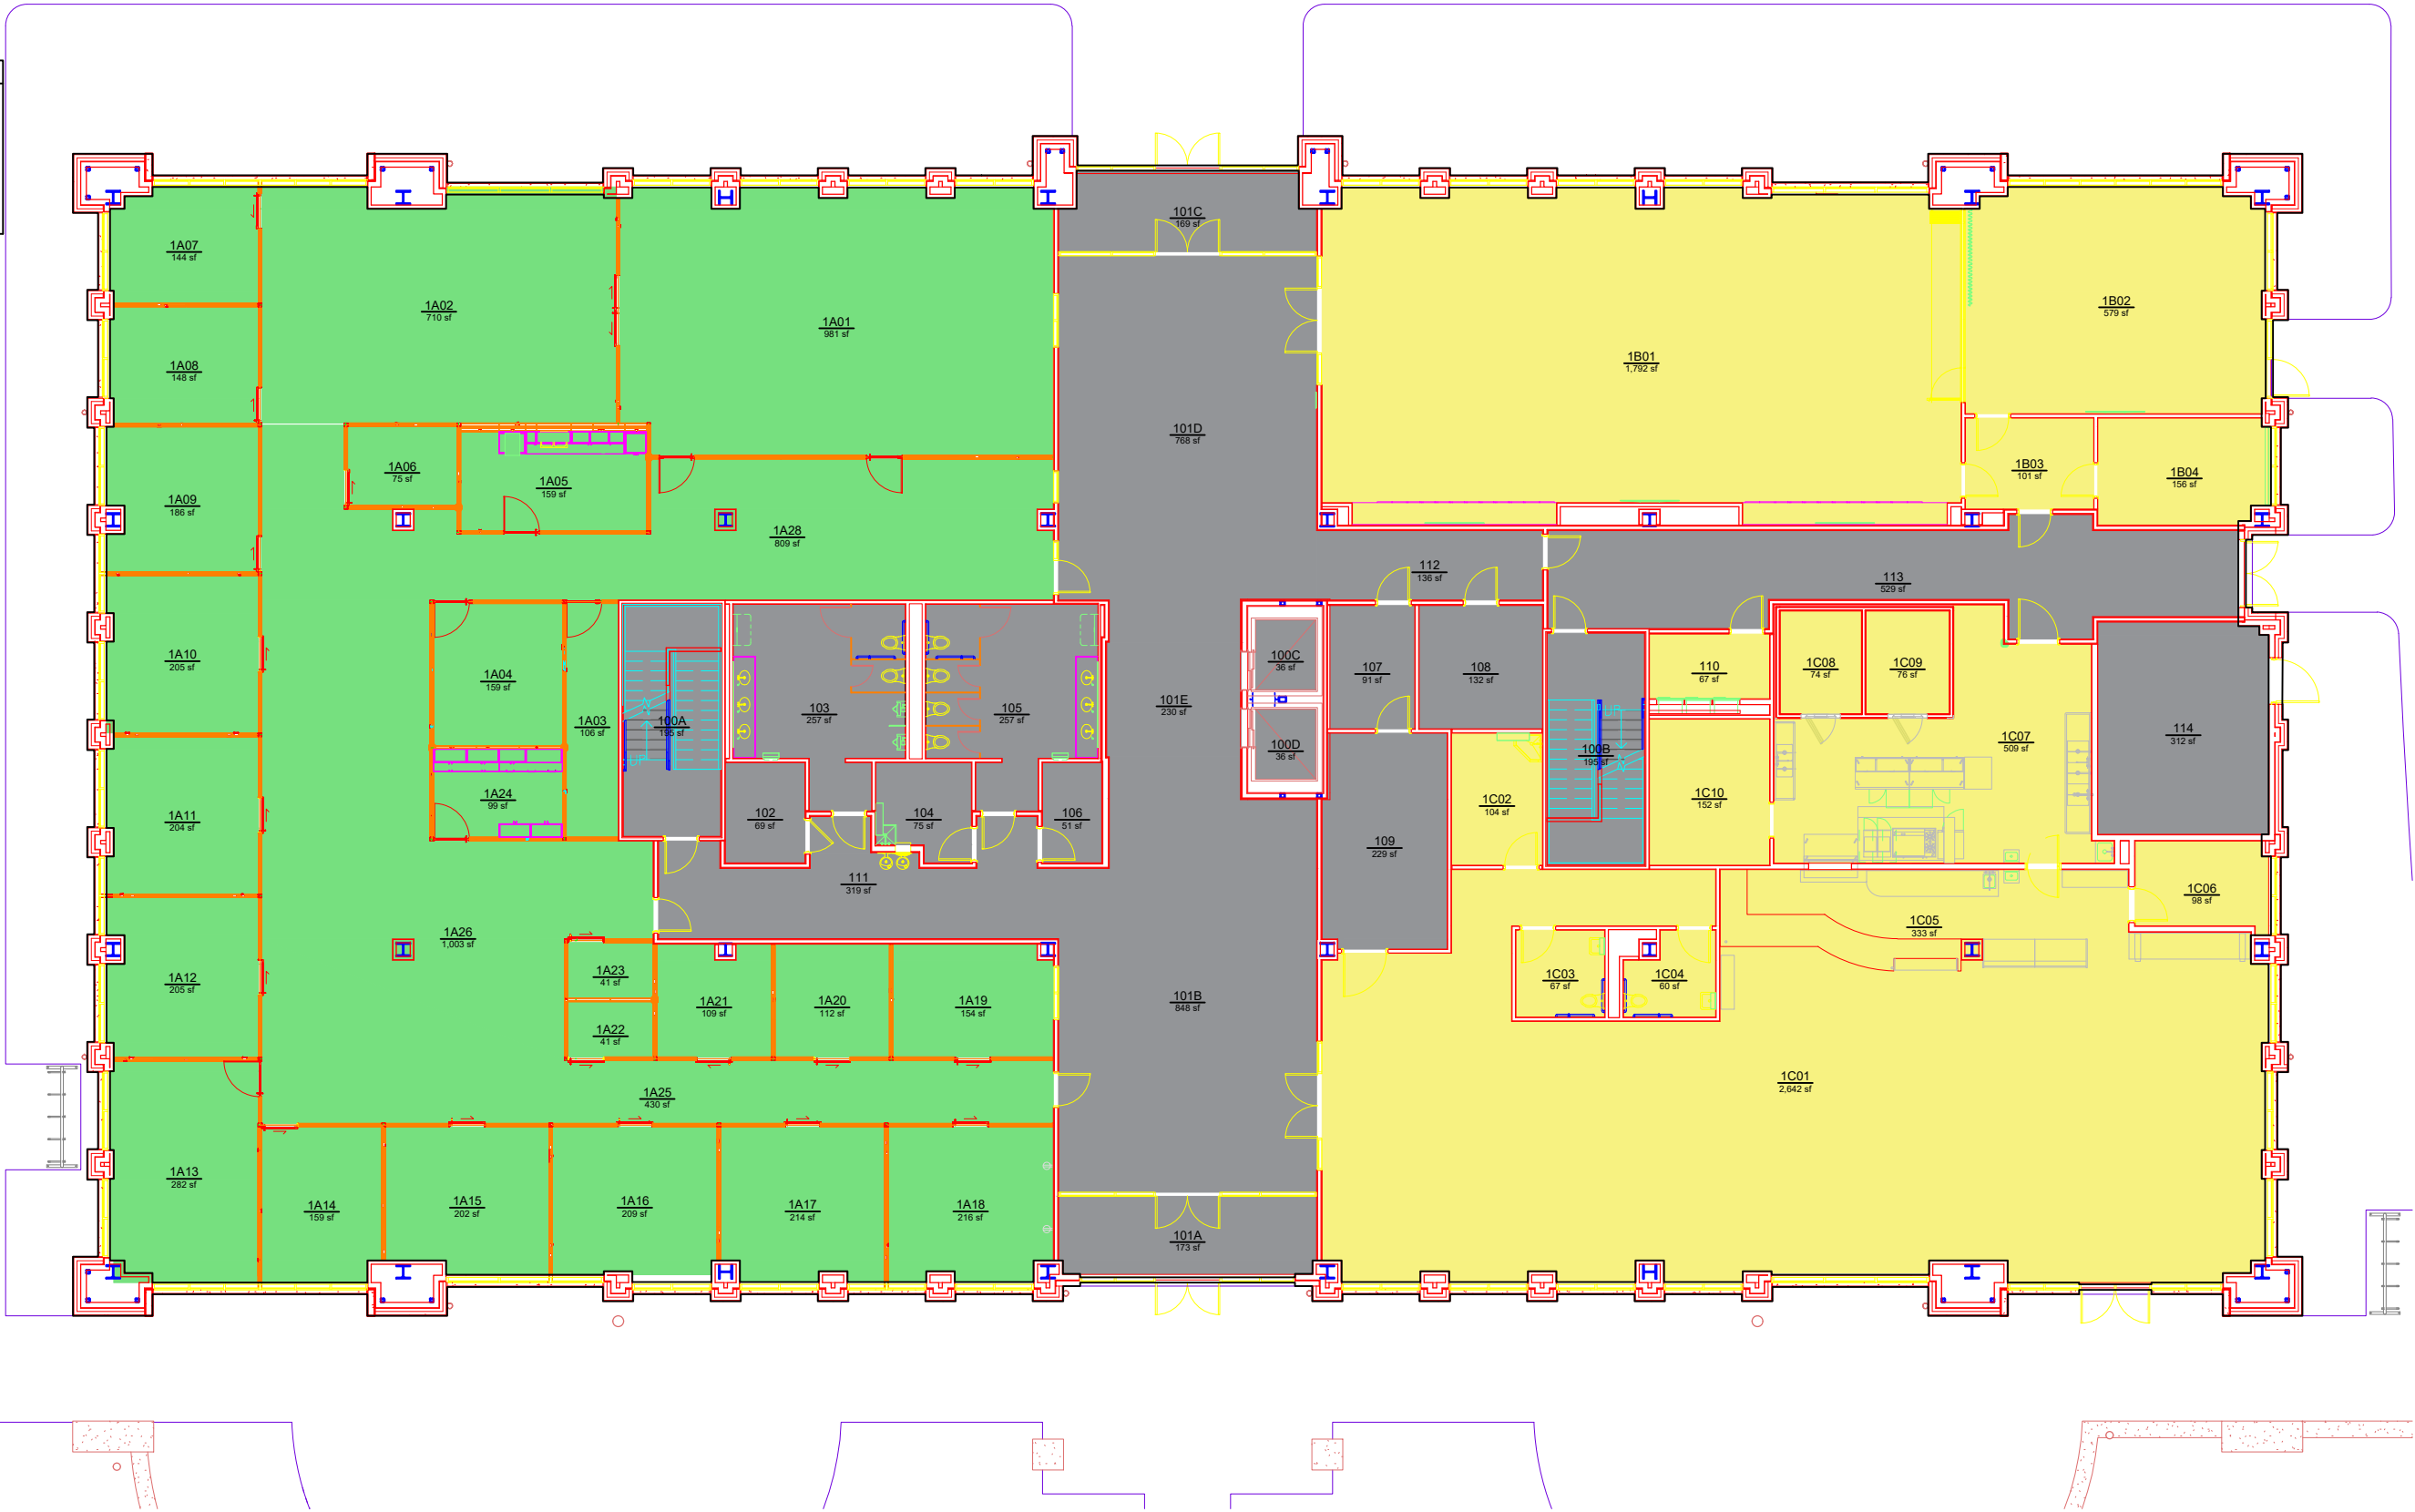 101C
169 sf
1A07
144 sf
1A02
710 sf
1A01
981 sf
1B02
579 sf
1A08
148 sf
1B01
1,792 sf
101D
768 sf
1A06
75 sf
1A05
159 sf
1A09
186 sf
1B03
101 sf
1B04
156 sf
1A28
809 sf
112
136 sf
113
529 sf
1A10
205 sf
1A04
159 sf
1A03
106 sf
100A
195 sf
UP
103
257 sf
105
257 sf
101E
230 sf
100C
36 sf
107
91 sf
108
132 sf
110
67 sf
1C08
74 sf
1C09
76 sf
100D
36 sf
100B
195 sf
UP
1C07
509 sf
114
312 sf
1A11
204 sf
1A24
99 sf
102
69 sf
104
75 sf
106
51 sf
109
229 sf
1C02
104 sf
1C10
152 sf
111
319 sf
1C06
98 sf
1A26
1,003 sf
1C05
333 sf
1A12
205 sf
1A23
41 sf
1A21
109 sf
1A20
112 sf
1A19
154 sf
101B
848 sf
1C03
67 sf
1C04
60 sf
1A22
41 sf
1A25
430 sf
1C01
2,642 sf
1A13
282 sf
1A14
159 sf
1A15
202 sf
1A16
209 sf
1A17
214 sf
1A18
216 sf
101A
173 sf